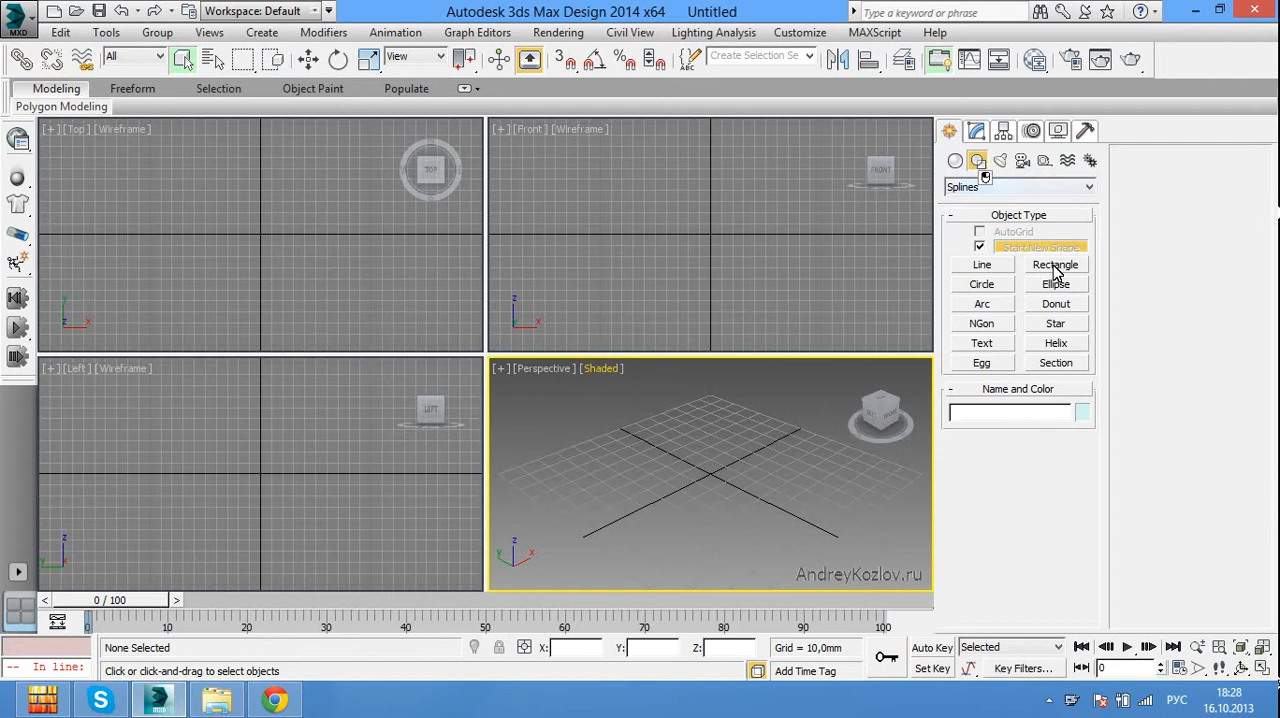 Workspace: Default
Autodesk 3ds Max Design 2014 x64 Untitled
Type a keyword or phrase
MXD
Edit Tools Group Views Create Modifiers Animation Graph Editors Rendering Civil View Lighting Analysis Customize MAXScript Help
All
View
3
Create Selection Se
Modeling Freeform Selection Object Paint Populate
Polygon Modeling
[+] [Top] [Wireframe]
TOP
[+] [Front] [Wireframe]
FRONT
Splines
Object Type
AutoGrid
Start New Shape
Line Rectangle
Circle Ellipse
Arc Donut
NGon Star
Text Helix
Egg Section
Name and Color
[+] [Left] [Wireframe]
LEFT
[+] [Perspective] [Shaded]
z
y x
z
x
z
y x
z
y x
AndreyKozlov.ru
< 0 / 100 >
0 10 20 30 40 50 60 70 80 90 100
None Selected X: Y: Z: Grid = 10,0mm Auto Key Selected
-- In line: Click or click-and-drag to select objects Add Time Tag Set Key Key Filters... 0
РУС
18:28
16.10.2013